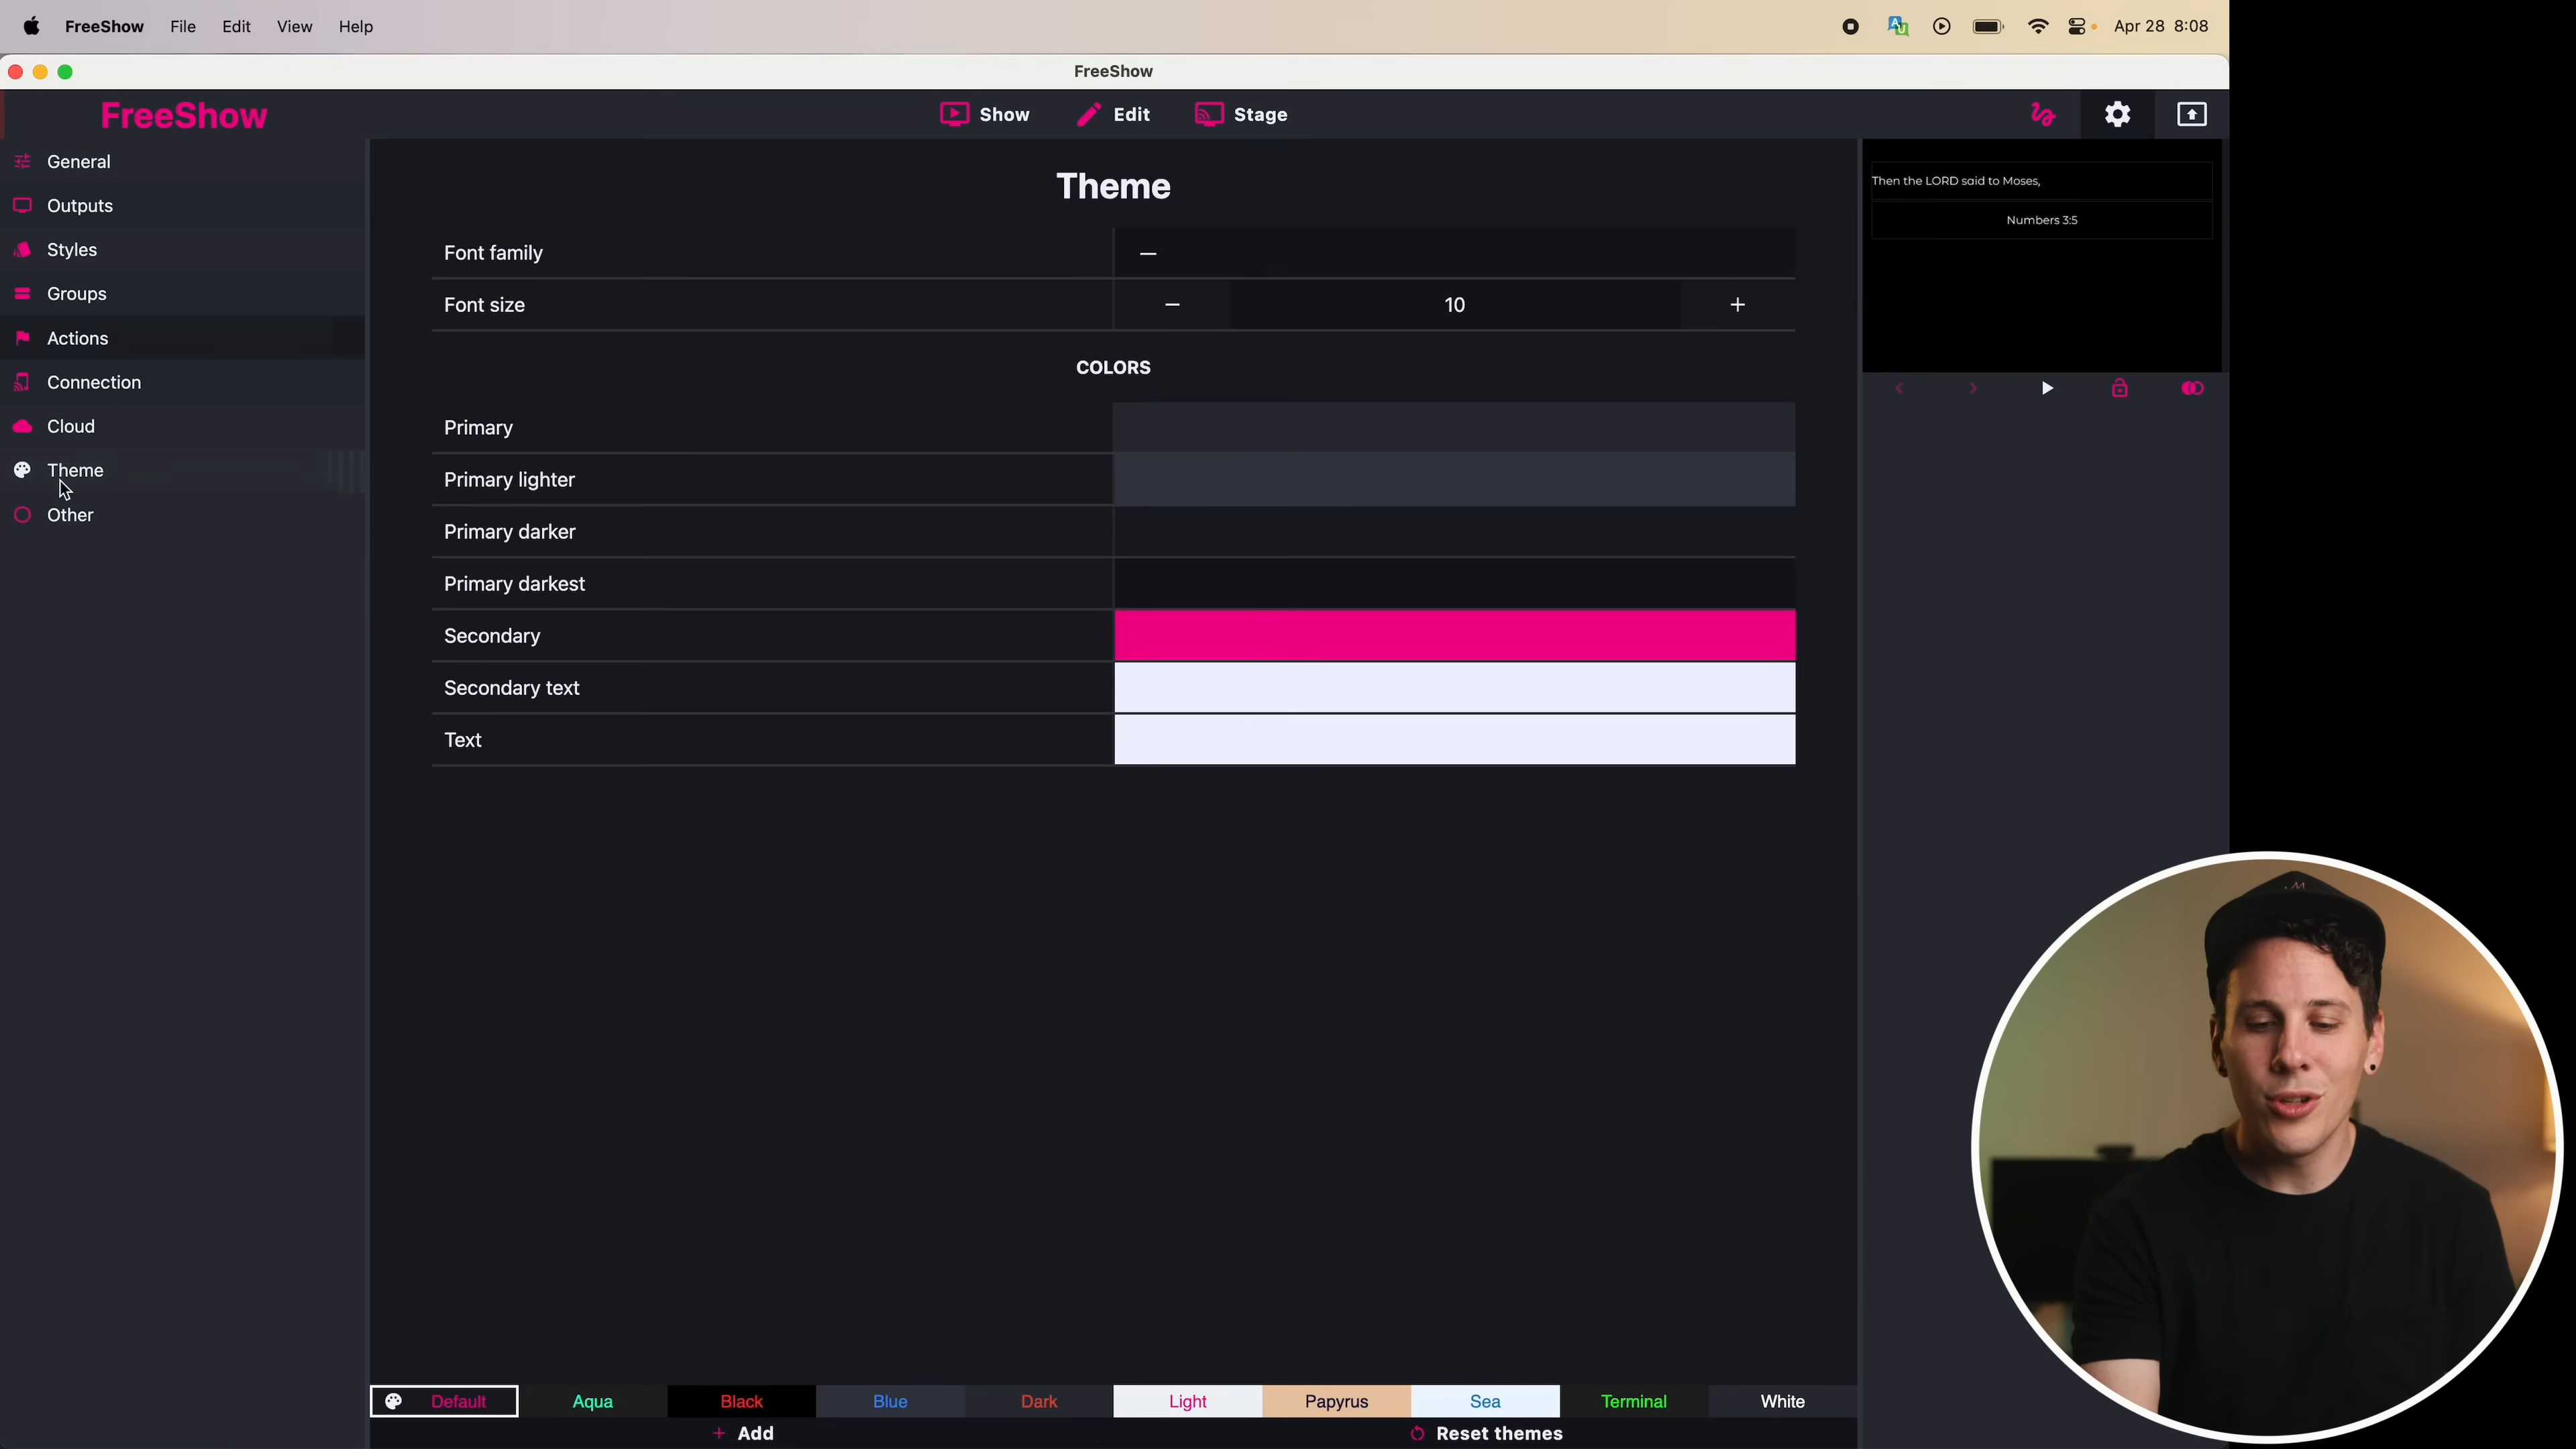 FreeShow File Edit View Help
Apr 28 8:08
FreeShow
FreeShow
Show
Edit
Stage
General
Outputs
Styles
Groups
Actions
Connection
Cloud
Theme
Other
Theme
Font family —
Font size − 10 +
COLORS
Primary
Primary lighter
Primary darker
Primary darkest
Secondary
Secondary text
Text
Then the LORD said to Moses,
Numbers 3:5
Default Aqua Black Blue Dark Light Papyrus Sea Terminal White
+ Add
Reset themes